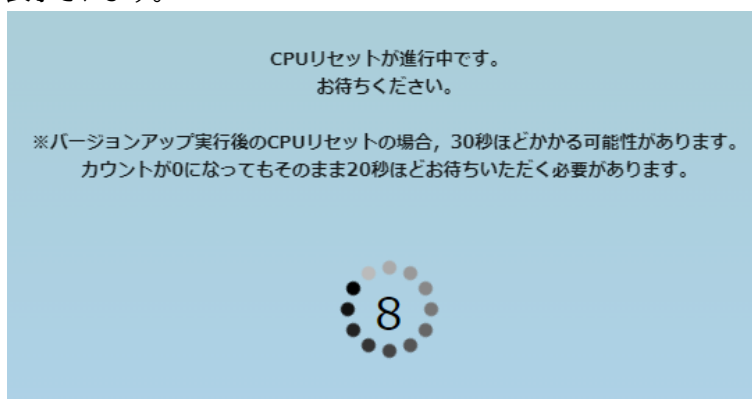 CPUリセットが進行中です。
お待ちください。
※バージョンアップ実行後のCPUリセットの場合，30秒ほどかかる可能性があります。
カウントが0になってもそのまま20秒ほどお待ちいただく必要があります。
8